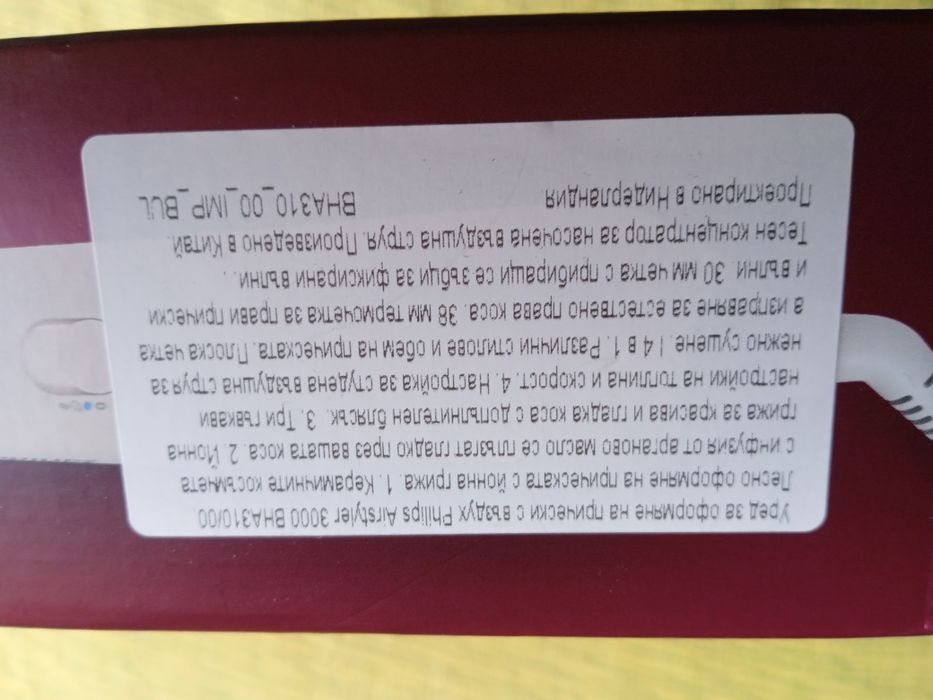 Уред за оформяне на прически с въздух Philips Airstyler 3000 BHA310/00.
Лесно оформяне на прическата с йонна грижа. 1. Керамичните космчета
с инфузия от арганово масло се плъзгат гладко през вашата коса. 2. Йонна
грижа за красива и гладка коса с допълнителен блясък. 3. Три гъвкави
настройки на топлина и скорост. 4. Настройка за студена въздушна струя за
нежно сушене. | 4 в 1. Различни стилове и обем на прическата. Плоска четка
а изправяне за естествено права коса. 38 мм термочетка за прави прически
и вълни. 30 мм четка с прибиращи се зъбци за фиксирани вълни.
Тесен концентратор за насочена въздушна струя. Произведено в Китай.
Проектирано в Нидерландия. BHA310_00_IMP_BUL